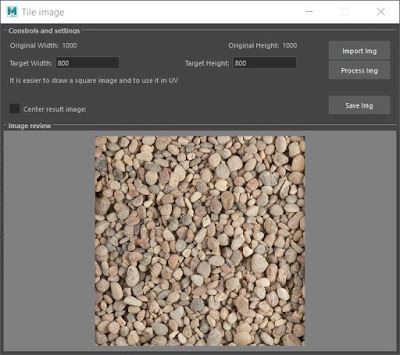 Tile image
Constrols and settings
Original Width: 1000 Original Height: 1000 Import Img
Target Width: 800 Target Height: 800 Process Img
It is easier to draw a square image and to use it in UV
Center result image: Save Img
Image review